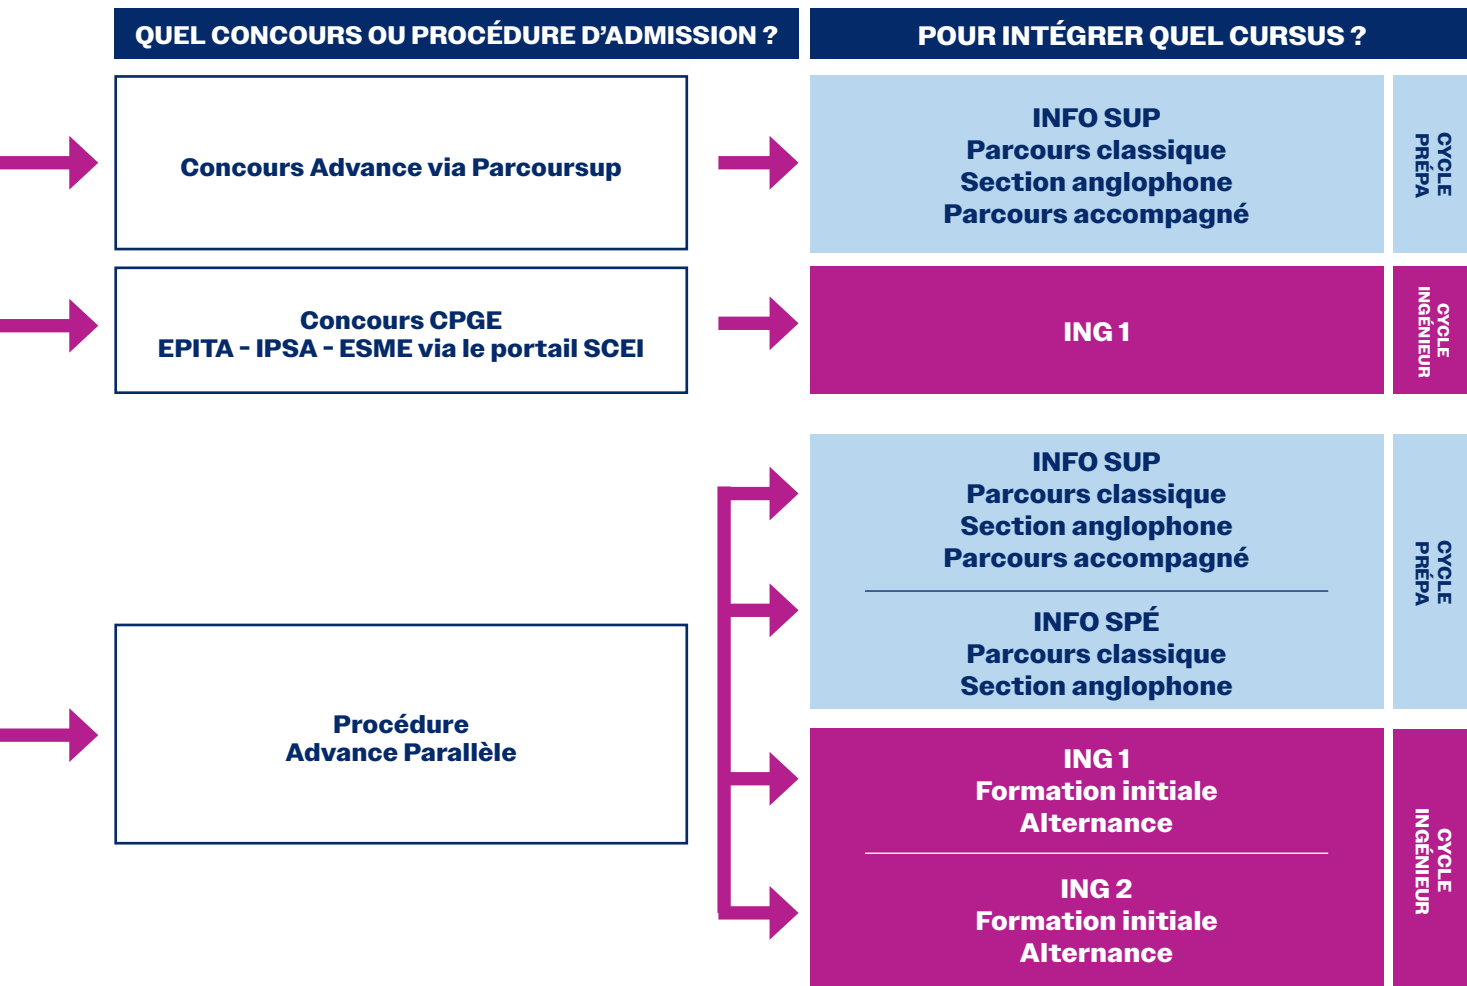 QUEL CONCOURS OU PROCÉDURE D'ADMISSION ?
POUR INTÉGRER QUEL CURSUS ?
Concours Advance via Parcoursup
INFO SUP
Parcours classique
Section anglophone
Parcours accompagné
CYCLE
PRÉPA
Concours CPGE
EPITA - IPSA - ESME via le portail SCEI
ING 1
CYCLE
INGÉNIEUR
Procédure
Advance Parallèle
INFO SUP
Parcours classique
Section anglophone
Parcours accompagné
INFO SPÉ
Parcours classique
Section anglophone
CYCLE
PRÉPA
ING 1
Formation initiale
Alternance
ING 2
Formation initiale
Alternance
CYCLE
INGÉNIEUR